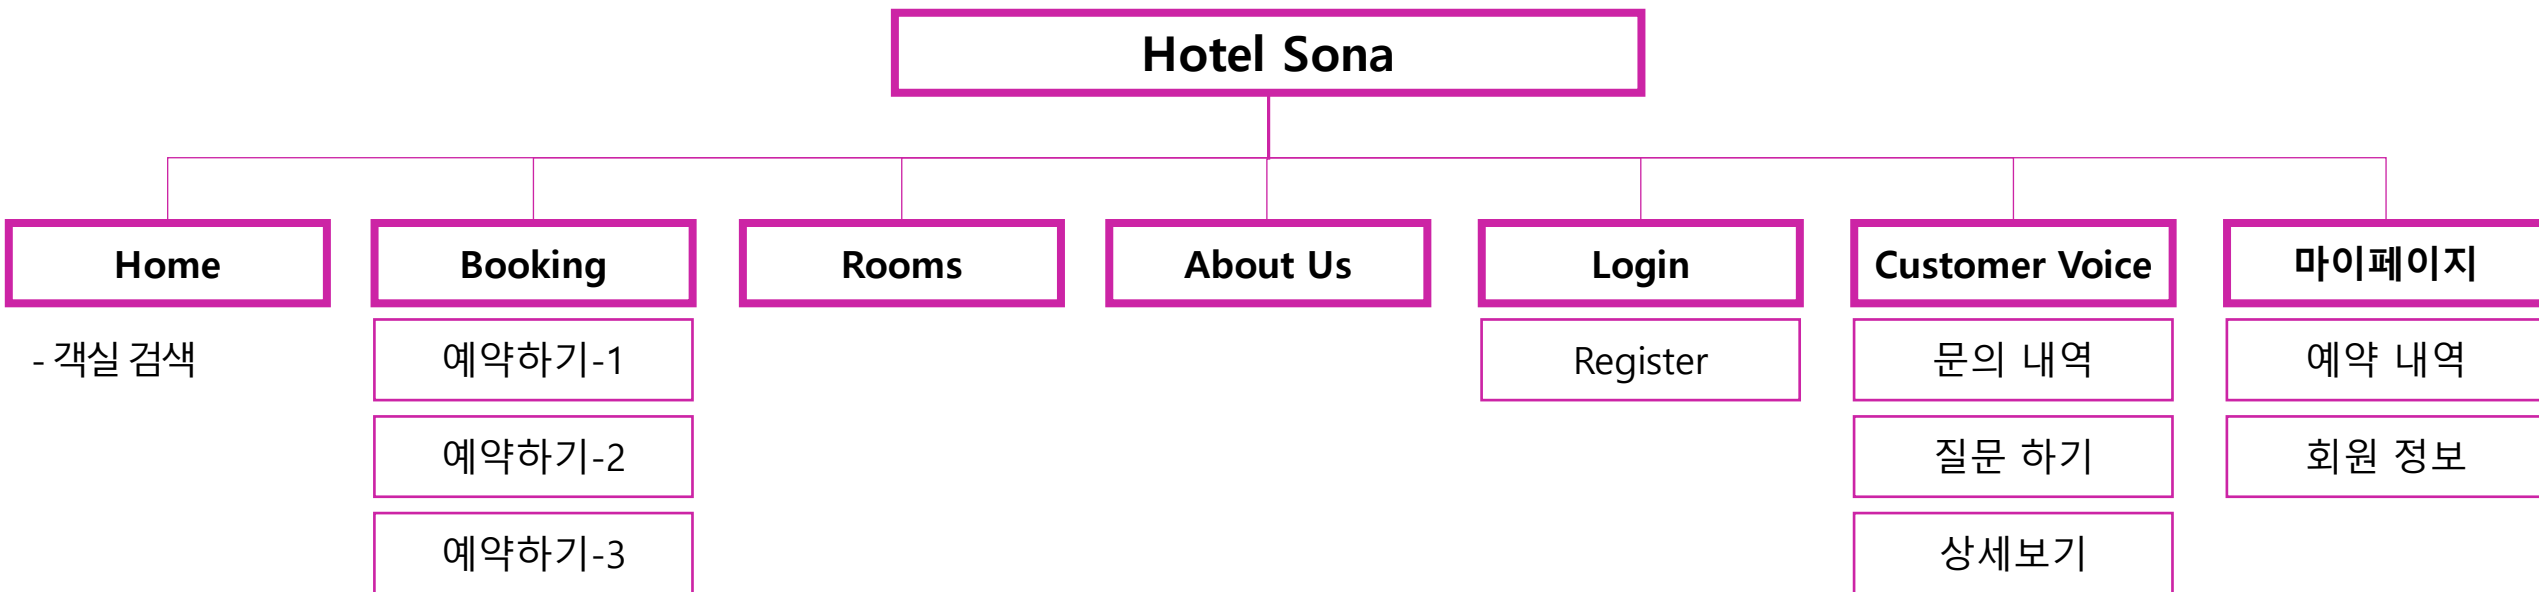 Hotel Sona
Home
Booking
Rooms
About Us
Login
Customer Voice
마이페이지
- 객실 검색
예약하기-1
Register
문의 내역
예약 내역
예약하기-2
질문 하기
회원 정보
예약하기-3
상세보기